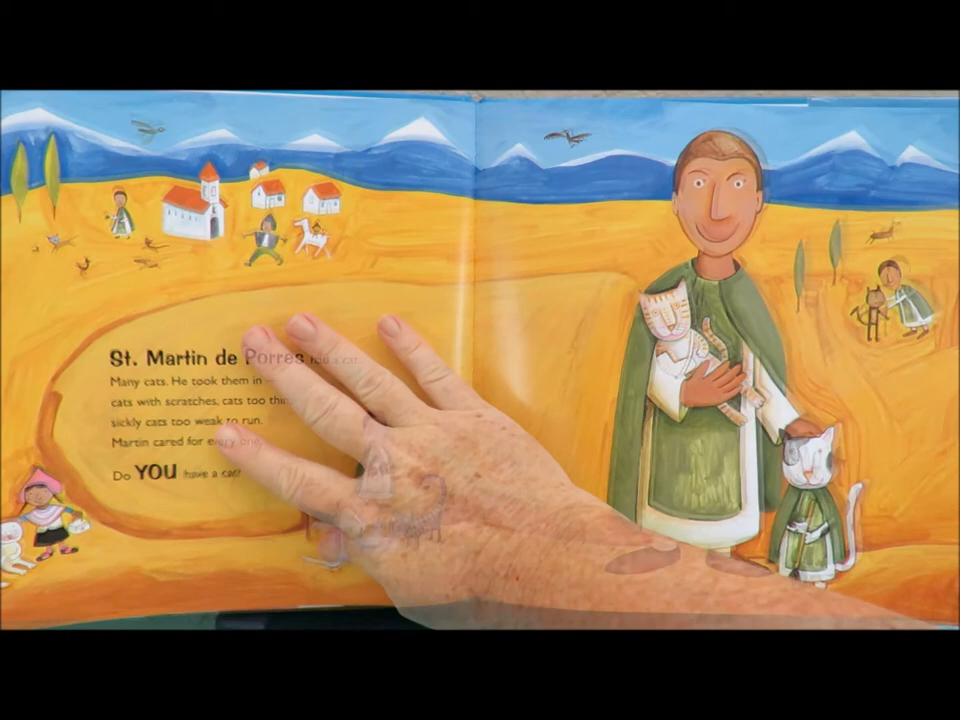 St. Martin de Porres had a cat.
Many cats. He took them in —
cats with scratches, cats too thin,
sickly cats too weak to run.
Martin cared for every one.
Do YOU have a cat?